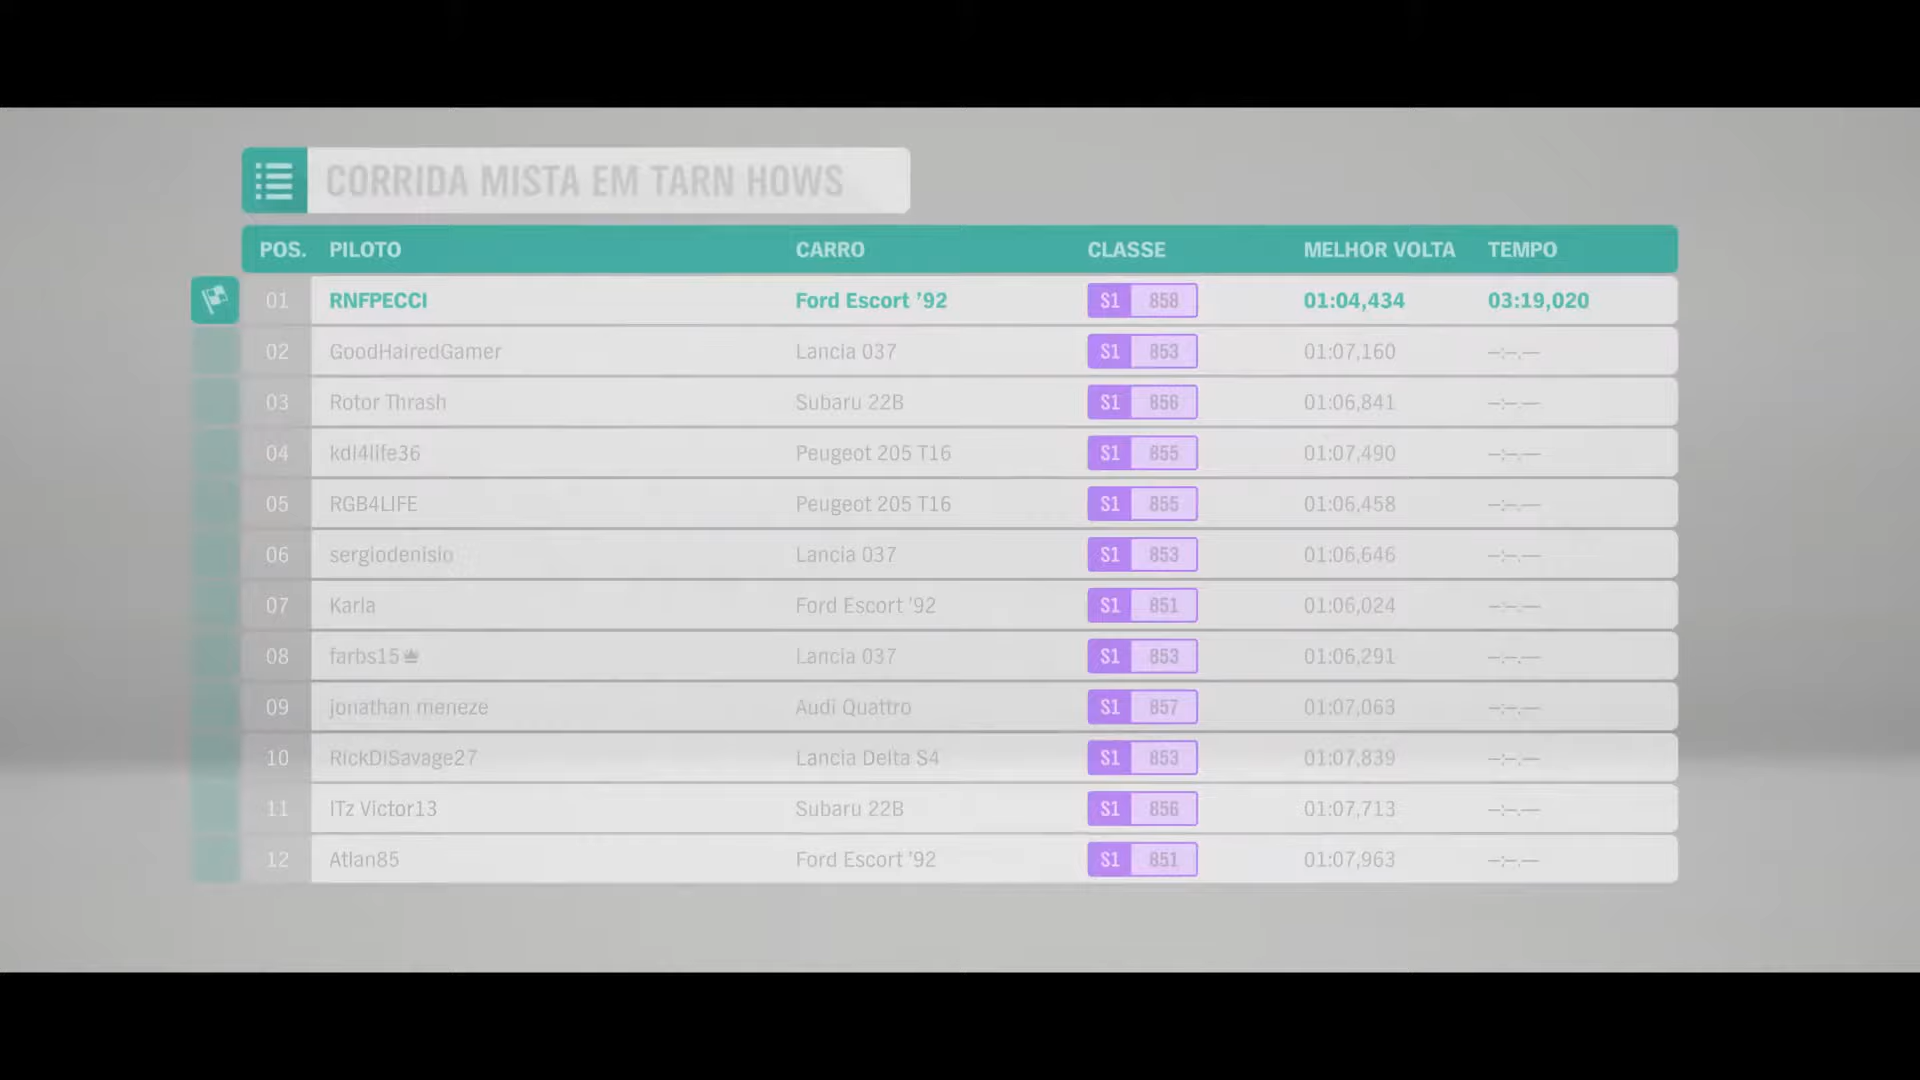 CORRIDA MISTA EM TARN HOWS
POS. PILOTO CARRO CLASSE MELHOR VOLTA TEMPO
01 RNFPECCI Ford Escort '92 S1 858 01:04,434 03:19,020
02 GoodHairedGamer Lancia 037 S1 853 01:07,160 --:--.---
03 Rotor Thrash Subaru 22B S1 856 01:06,841 --:--.---
04 kdl4life36 Peugeot 205 T16 S1 855 01:07,490 --:--.---
05 RGB4LIFE Peugeot 205 T16 S1 855 01:06,458 --:--.---
06 sergiodenisio Lancia 037 S1 853 01:06,646 --:--.---
07 Karla Ford Escort '92 S1 851 01:06,024 --:--.---
08 farbs15 Lancia 037 S1 853 01:06,291 --:--.---
09 jonathan meneze Audi Quattro S1 857 01:07,063 --:--.---
10 RickDiSavage27 Lancia Delta S4 S1 853 01:07,839 --:--.---
11 ITz Victor13 Subaru 22B S1 856 01:07,713 --:--.---
12 Atlan85 Ford Escort '92 S1 851 01:07,963 --:--.---